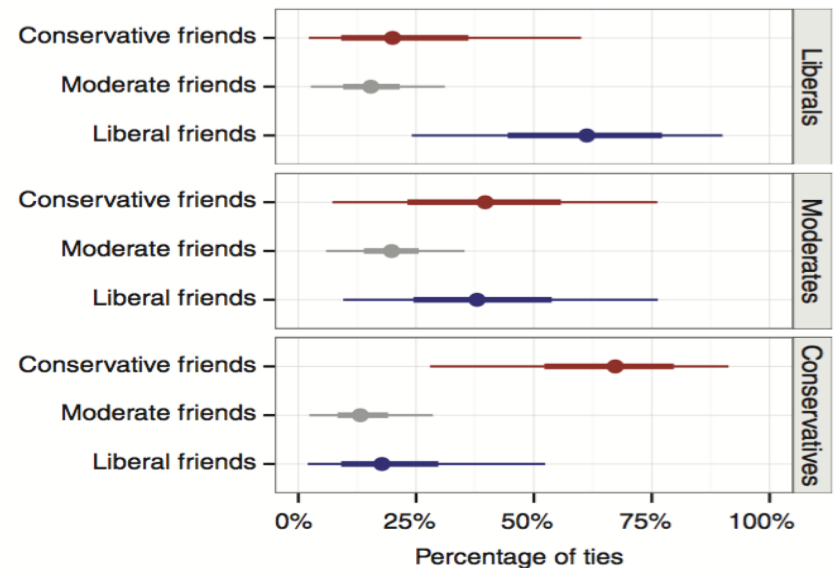 Conservative friends
Moderate friends
Liberal friends
Liberals
Conservative friends
Moderate friends
Liberal friends
Moderates
Conservative friends
Moderate friends
Liberal friends
Conservatives
0% 25% 50% 75% 100%
Percentage of ties